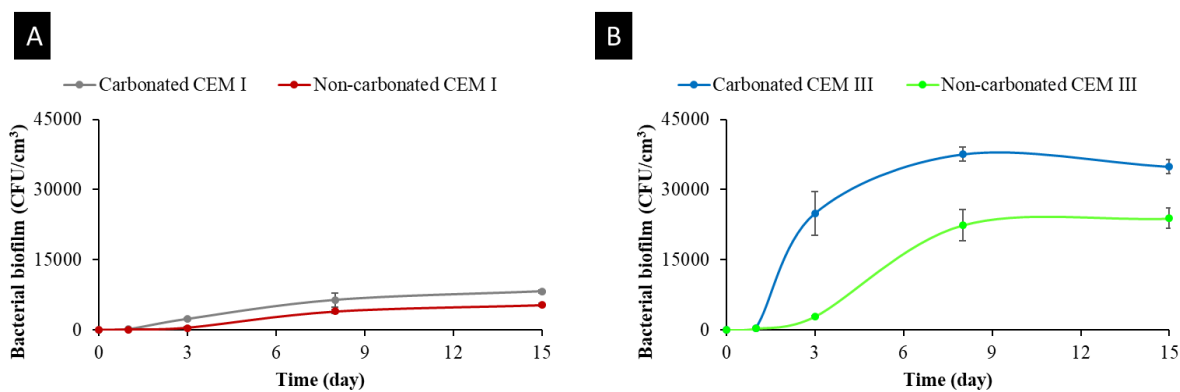 A
Carbonated CEM I Non-carbonated CEM I
Bacterial biofilm (CFU/cm³)
45000
30000
15000
0
0 3 6 9 12 15
Time (day)
B
Carbonated CEM III Non-carbonated CEM III
Bacterial biofilm (CFU/cm³)
45000
30000
15000
0
0 3 6 9 12 15
Time (day)